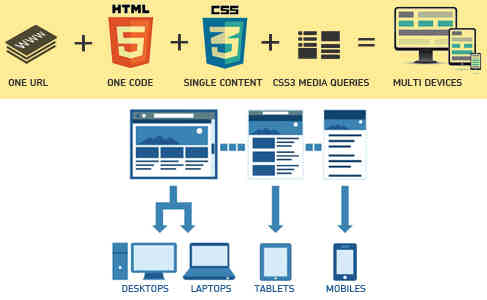 HTML CSS
WWW 5 3
ONE URL ONE CODE SINGLE CONTENT CSS3 MEDIA QUERIES MULTI DEVICES
DESKTOPS LAPTOPS TABLETS MOBILES